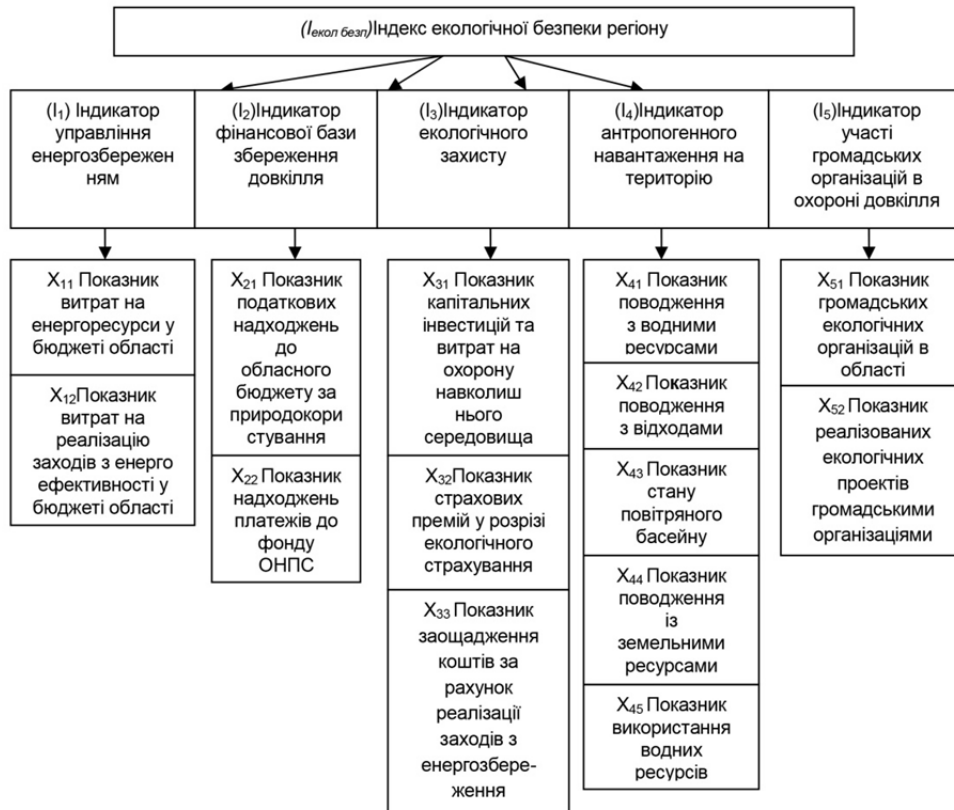 (Iекол безп)Індекс екологічної безпеки регіону
(I1) Індикатор
управління
енергозбережен
ням
(I2)Індикатор
фінансової бази
збереження
довкілля
(I3)Індикатор
екологічного
захисту
(I4)Індикатор
антропогенного
навантаження на
територію
(I5)Індикатор
участі
громадських
організацій в
охороні довкілля
X11 Показник
витрат на
енергоресурси у
бюджеті області
X12Показник
витрат на
реалізацію
заходів з енерго
ефективності у
бюджеті області
X21 Показник
податкових
надходжень
до
обласного
бюджету за
природокори
стування
X22 Показник
надходжень
платежів до
фонду
ОНПС
X31 Показник
капітальних
інвестицій та
витрат на
охорону
навколиш
нього
середовища
X32Показник
страхових
премій у розрізі
екологічного
страхування
X33 Показник
заощадження
коштів за
рахунок
реалізації
заходів з
енергозбере-
ження
X41 Показник
поводження
з водними
ресурсами
X42 Показник
поводження
з відходами
X43 Показник
стану
повітряного
басейну
X44 Показник
поводження
із
земельними
ресурсами
X45 Показник
використання
водних
ресурсів
X51 Показник
громадських
екологічних
організацій в
області
X52 Показник
реалізованих
екологічних
проектів
громадськими
організаціями